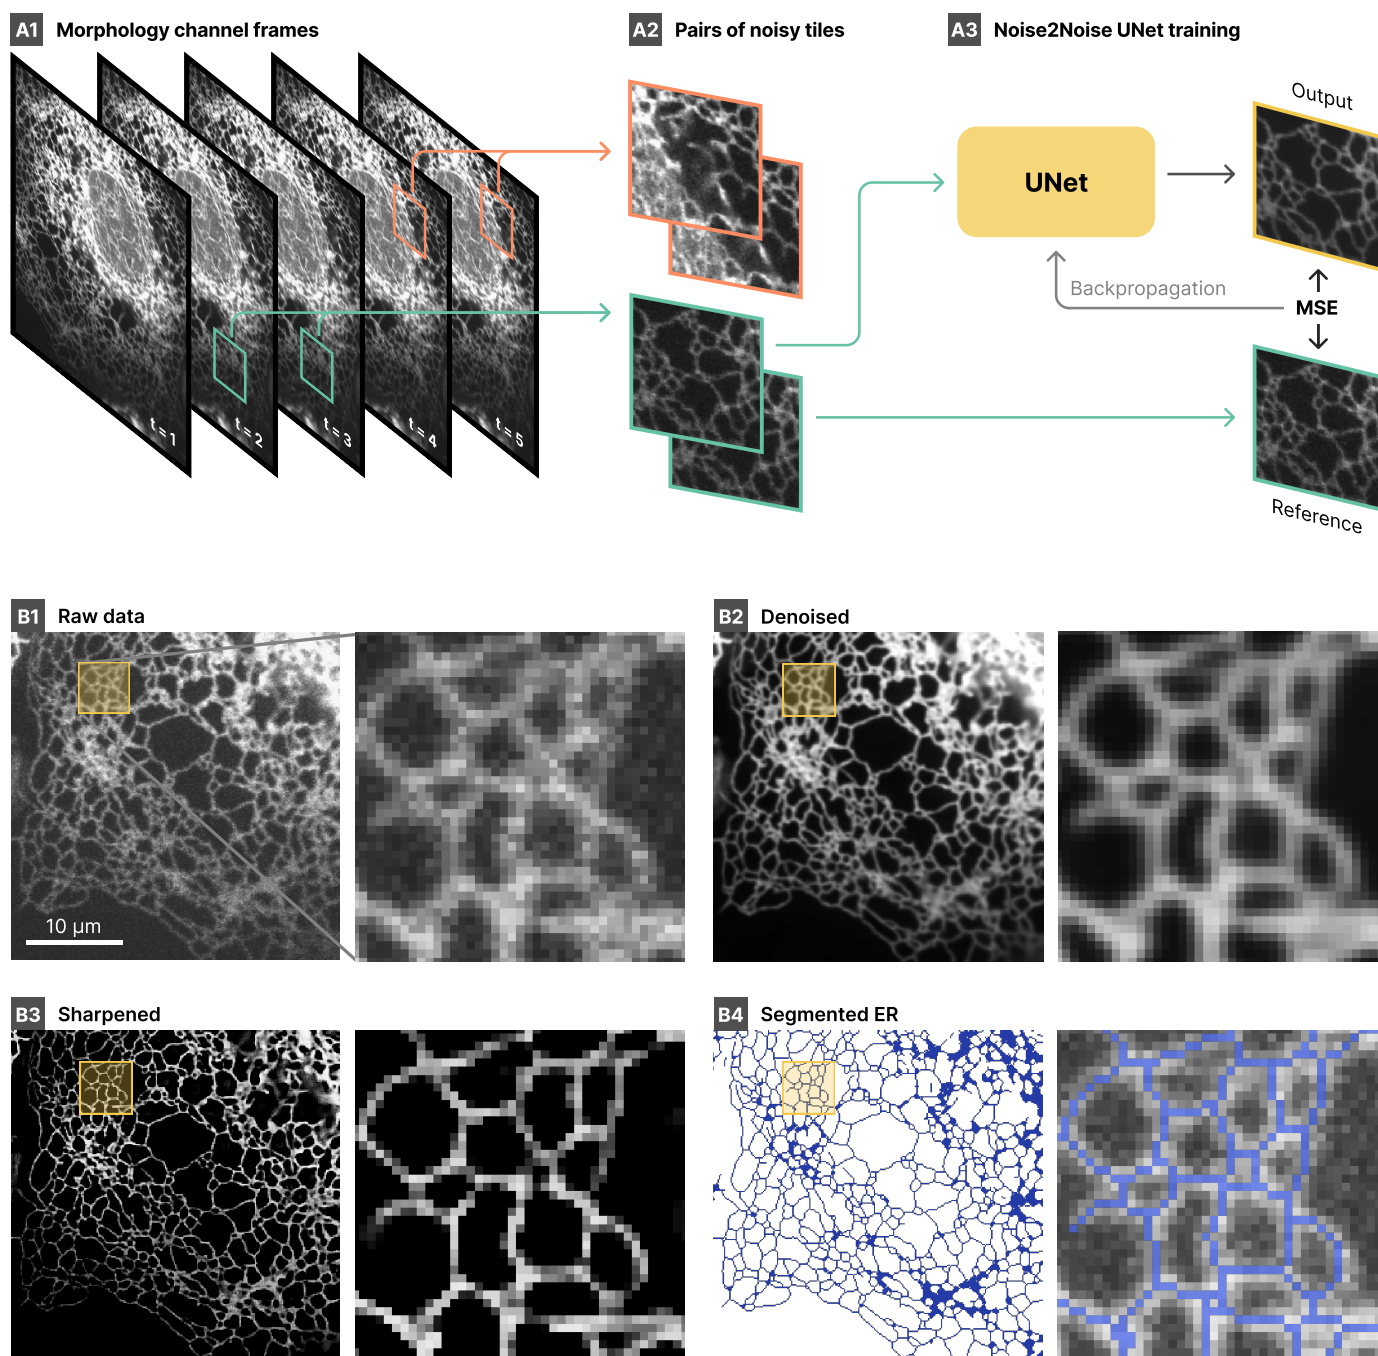 A1 Morphology channel frames
A2 Pairs of noisy tiles
A3 Noise2Noise UNet training
t = 1
t = 2
t = 3
t = 4
t = 5
Output
UNet
Backpropagation
MSE
Reference
B1 Raw data
10 µm
B2 Denoised
B3 Sharpened
B4 Segmented ER